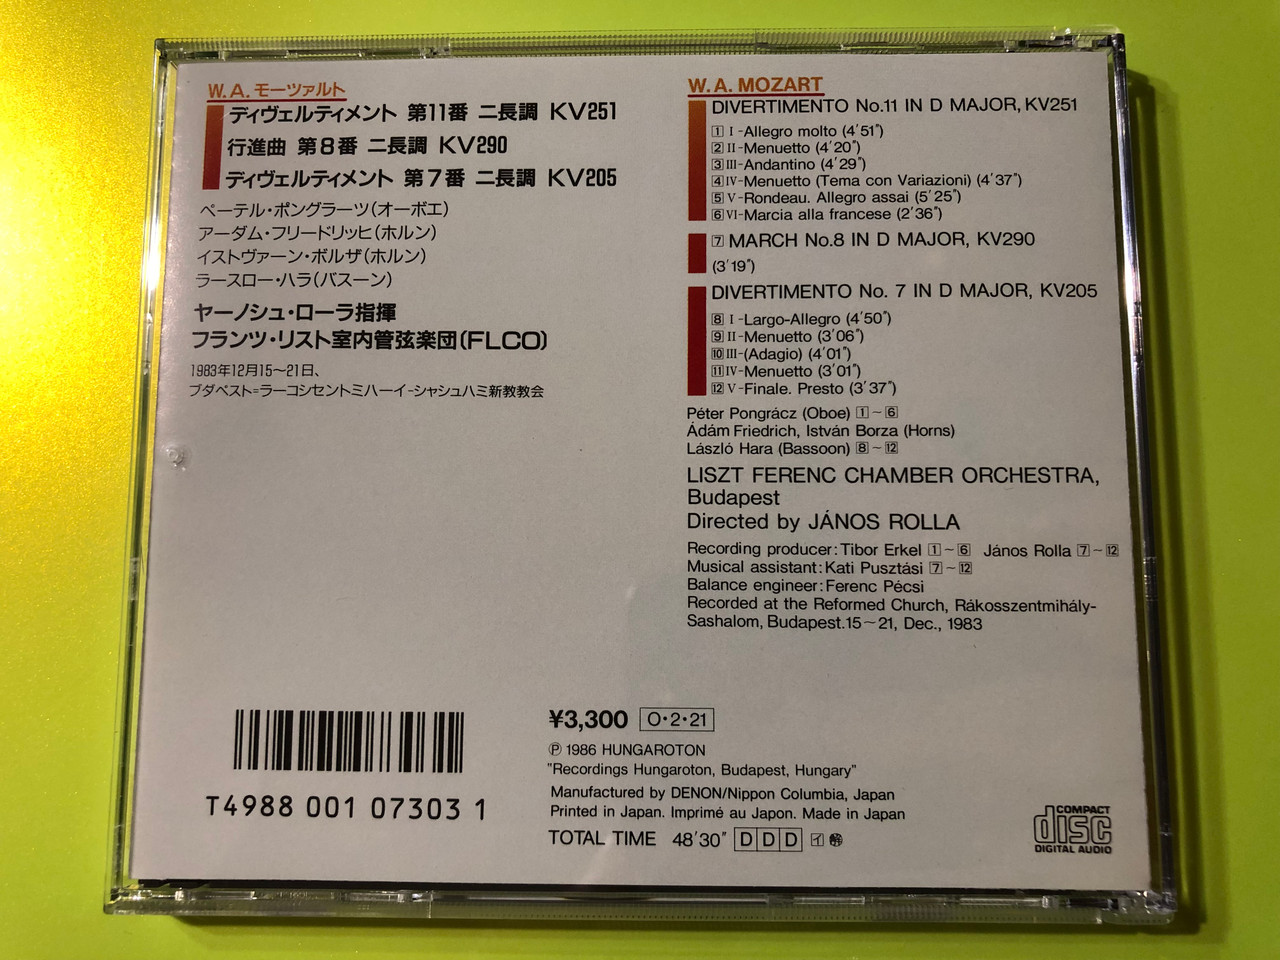 W. A. モーツァルト
ディヴェルティメント 第11番 ニ長調 KV251
行進曲 第8番 ニ長調 KV290
ディヴェルティメント 第7番 ニ長調 KV205
ペーテル・ポングラーツ(オーボエ)
アーダム・フリードリッヒ(ホルン)
イストヴァーン・ボルザ(ホルン)
ラースロー・ハラ(バスーン)
ヤーノシュ・ローラ指揮
フランツ・リスト室内管弦楽団(FLCO)
1983年12月15~21日、
ブダペスト=ラーコシセントミハーイ-シャシュハミ新教教会
W. A. MOZART
DIVERTIMENTO No.11 IN D MAJOR, KV251
1 I-Allegro molto (4'51")
2 II-Menuetto (4'20")
3 III-Andantino (4'29")
4 IV-Menuetto (Tema con Variazioni) (4'37")
5 V-Rondeau. Allegro assai (5'25")
6 VI-Marcia alla francese (2'36")
7 MARCH No.8 IN D MAJOR, KV290
(3'19")
DIVERTIMENTO No. 7 IN D MAJOR, KV205
8 I-Largo-Allegro (4'50")
9 II-Menuetto (3'06")
10 III-(Adagio) (4'01")
11 IV-Menuetto (3'01")
12 V-Finale. Presto (3'37")
Péter Pongrácz (Oboe) 1~6
Ádám Friedrich, István Borza (Horns)
László Hara (Bassoon) 8~12
LISZT FERENC CHAMBER ORCHESTRA,
Budapest
Directed by JÁNOS ROLLA
Recording producer: Tibor Erkel 1~6 János Rolla 7~12
Musical assistant: Kati Pusztási 7~12
Balance engineer: Ferenc Pécsi
Recorded at the Reformed Church, Rákosszentmihály-
Sashalom, Budapest. 15~21, Dec., 1983
T4988 001 07303 1
¥3,300 O・2・21
Ⓟ 1986 HUNGAROTON
"Recordings Hungaroton, Budapest, Hungary"
Manufactured by DENON/Nippon Columbia, Japan
Printed in Japan. Imprimé au Japon. Made in Japan
TOTAL TIME 48'30" DDD イ
COMPACT
disc
DIGITAL AUDIO